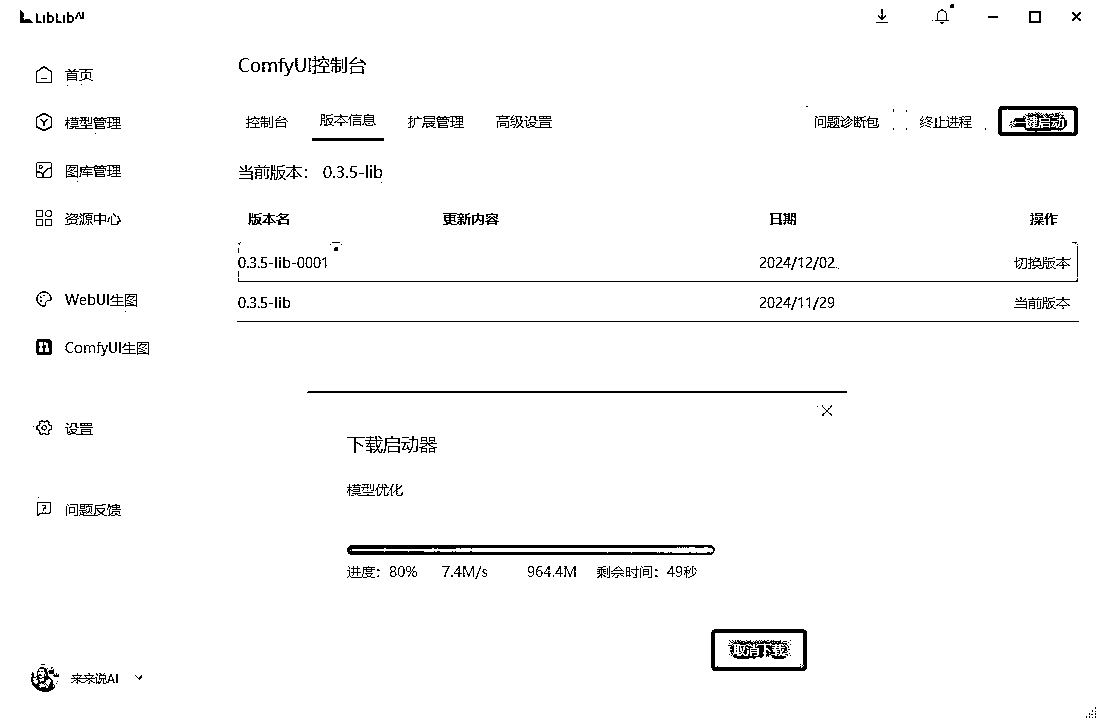 LibLibAI
首页
模型管理
图库管理
资源中心
WebUI生图
ComfyUI生图
设置
问题反馈
来来说AI
ComfyUI控制台
控制台 版本信息 扩展管理 高级设置 问题诊断包 终止进程 一键启动
当前版本： 0.3.5-lib
版本名 更新内容 日期 操作
0.3.5-lib-0001 2024/12/02 切换版本
0.3.5-lib 2024/11/29 当前版本
下载启动器
模型优化
进度：80% 7.4M/s 964.4M 剩余时间：49秒
取消下载